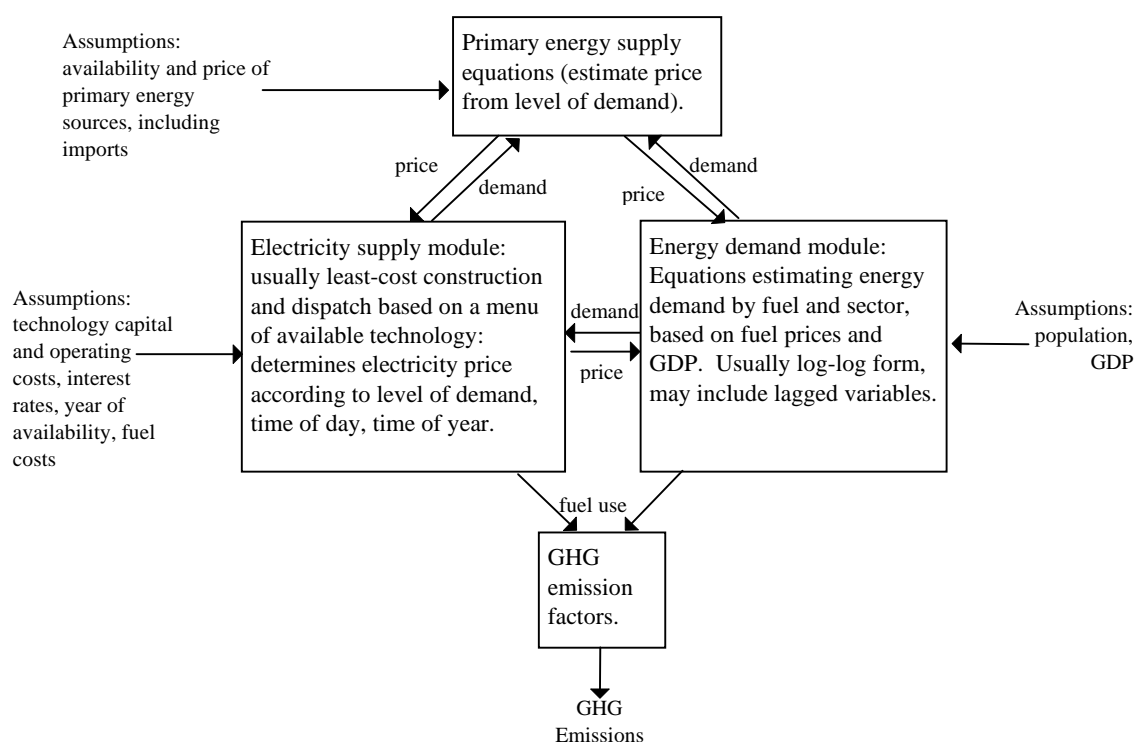 Assumptions:
availability and price of
primary energy
sources, including
imports
Primary energy supply
equations (estimate price
from level of demand).
price
demand
demand
price
Assumptions:
technology capital
and operating
costs, interest
rates, year of
availability, fuel
costs
Electricity supply module:
usually least-cost construction
and dispatch based on a menu
of available technology:
determines electricity price
according to level of demand,
time of day, time of year.
demand
price
Energy demand module:
Equations estimating energy
demand by fuel and sector,
based on fuel prices and
GDP.  Usually log-log form,
may include lagged variables.
Assumptions:
population,
GDP
fuel use
GHG
emission
factors.
GHG
Emissions